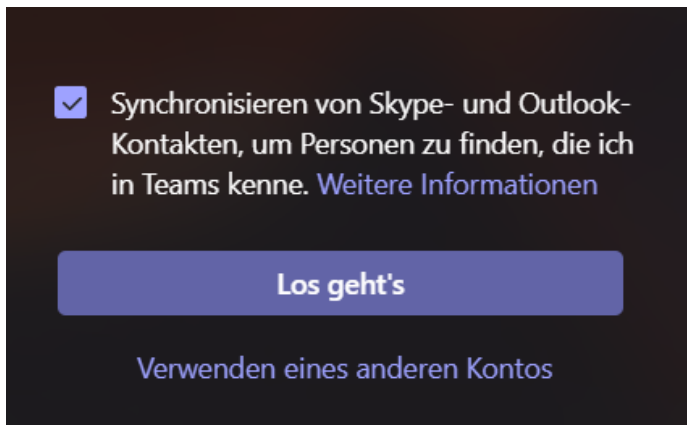 Synchronisieren von Skype- und Outlook-
Kontakten, um Personen zu finden, die ich
in Teams kenne. Weitere Informationen
Los geht's
Verwenden eines anderen Kontos